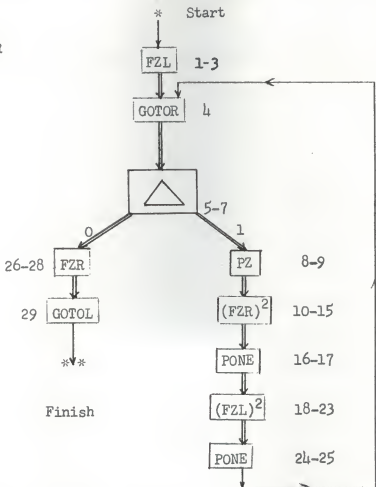 * Start
FZL 1-3
GOTOR 4
5-7
0 1
26-28 FZR PZ 8-9
29 GOTOL (FZR)² 10-15
** PONE 16-17
Finish (FZL)² 18-23
PONE 24-25